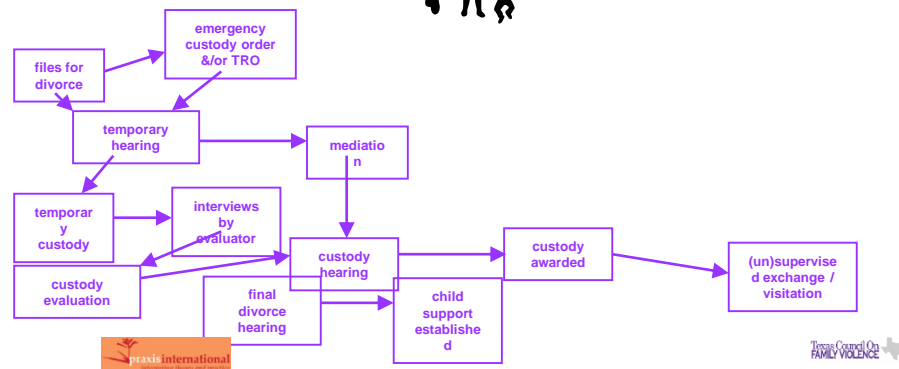 emergency
custody order
&/or TRO
files for
divorce
temporary
hearing
mediatio
n
temporar
y
custody
interviews
by
evaluator
custody
hearing
custody
awarded
(un)supervise
d exchange /
visitation
custody
evaluation
final
divorce
hearing
child
support
establishe
d
praxis international
Texas Council On
FAMILY VIOLENCE